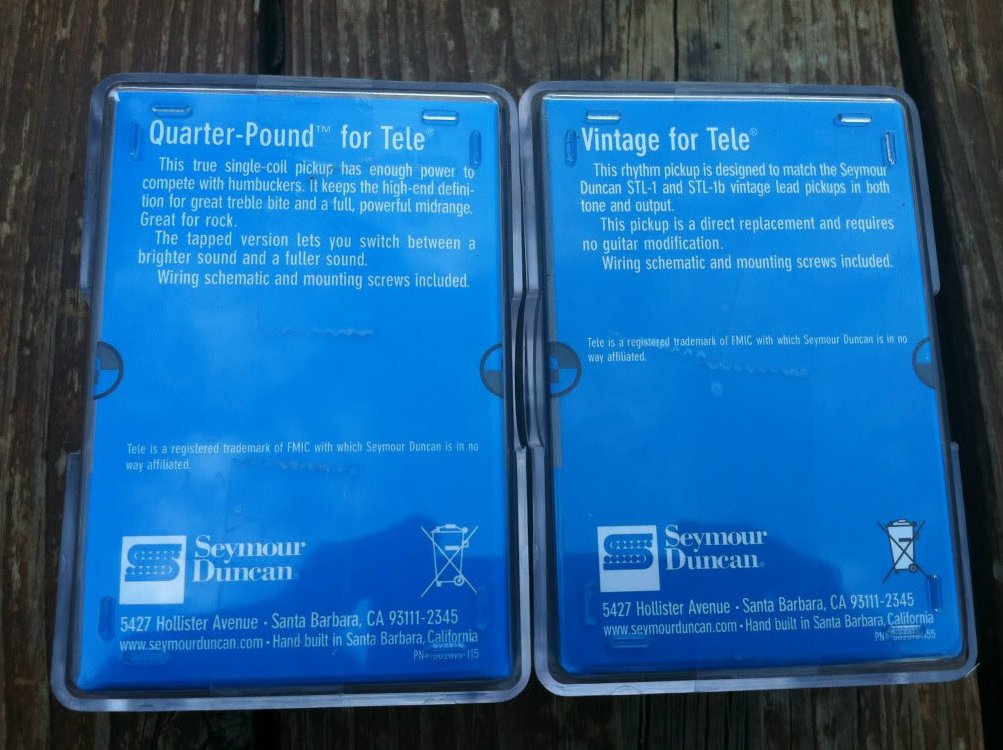 Quarter-Pound™ for Tele®
This true single-coil pickup has enough power to
compete with humbuckers. It keeps the high-end defini-
tion for great treble bite and a full, powerful midrange.
Great for rock.
The tapped version lets you switch between a
brighter sound and a fuller sound.
Wiring schematic and mounting screws included.
Tele is a registered trademark of FMIC with which Seymour Duncan is in no
way affiliated.
Seymour
Duncan
5427 Hollister Avenue • Santa Barbara, CA 93111-2345
www.seymourduncan.com • Hand built in Santa Barbara, California
Vintage for Tele®
This rhythm pickup is designed to match the Seymour
Duncan STL-1 and STL-1b vintage lead pickups in both
tone and output.
This pickup is a direct replacement and requires
no guitar modification.
Wiring schematic and mounting screws included.
Tele is a registered trademark of FMIC with which Seymour Duncan is in no
way affiliated.
Seymour
Duncan®
5427 Hollister Avenue • Santa Barbara, CA 93111-2345
www.seymourduncan.com • Hand built in Santa Barbara, California